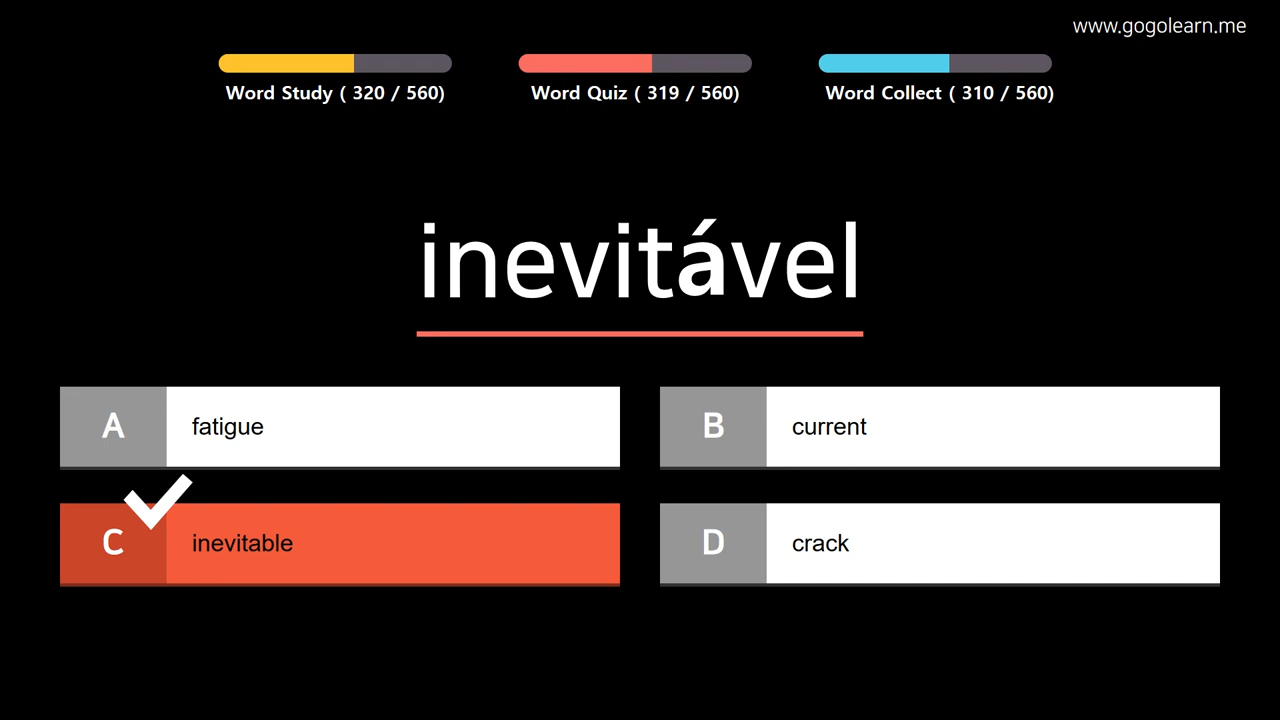 www.gogolearn.me
Word Study ( 320 / 560)
Word Quiz ( 319 / 560)
Word Collect ( 310 / 560)
inevitável
A fatigue
B current
C inevitable
D crack